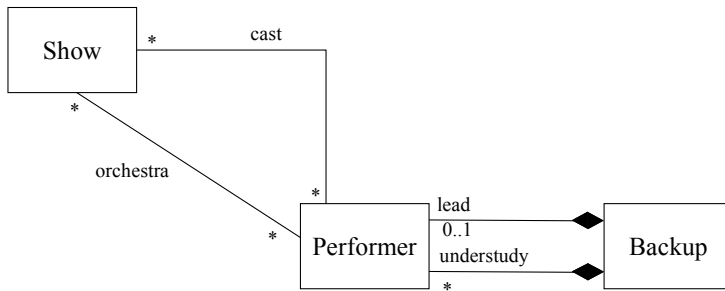 Show
*
cast
*
orchestra
*
*
Performer
lead
0..1
understudy
*
Backup